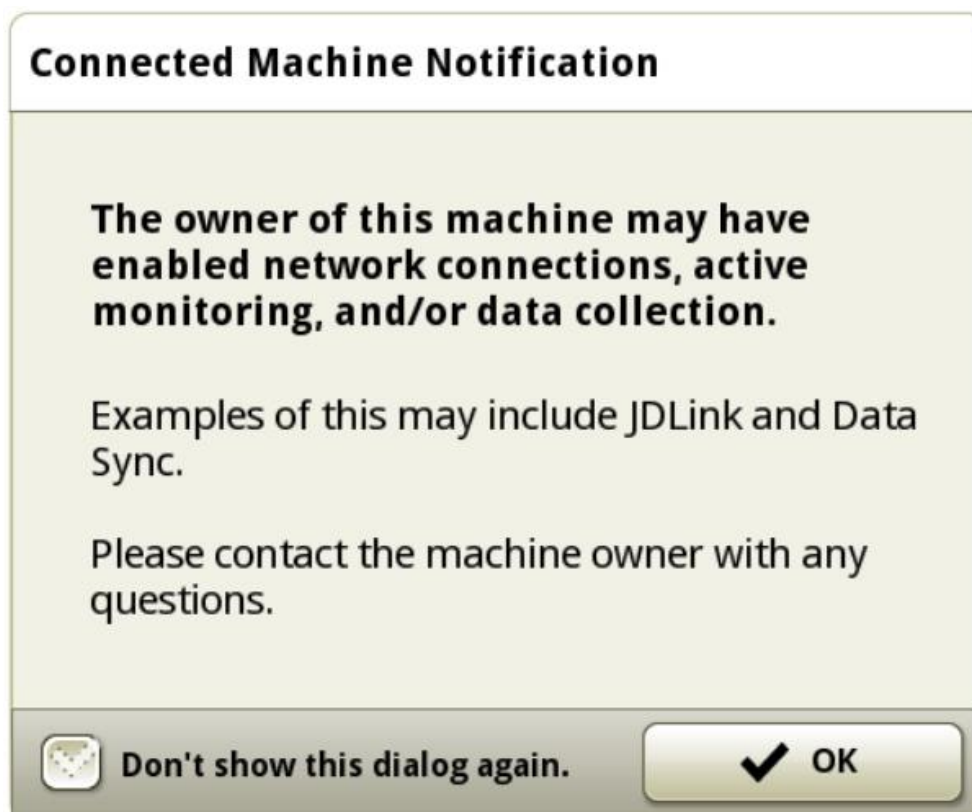 Connected Machine Notification
The owner of this machine may have
enabled network connections, active
monitoring, and/or data collection.
Examples of this may include JDLink and Data
Sync.
Please contact the machine owner with any
questions.
Don't show this dialog again.
OK